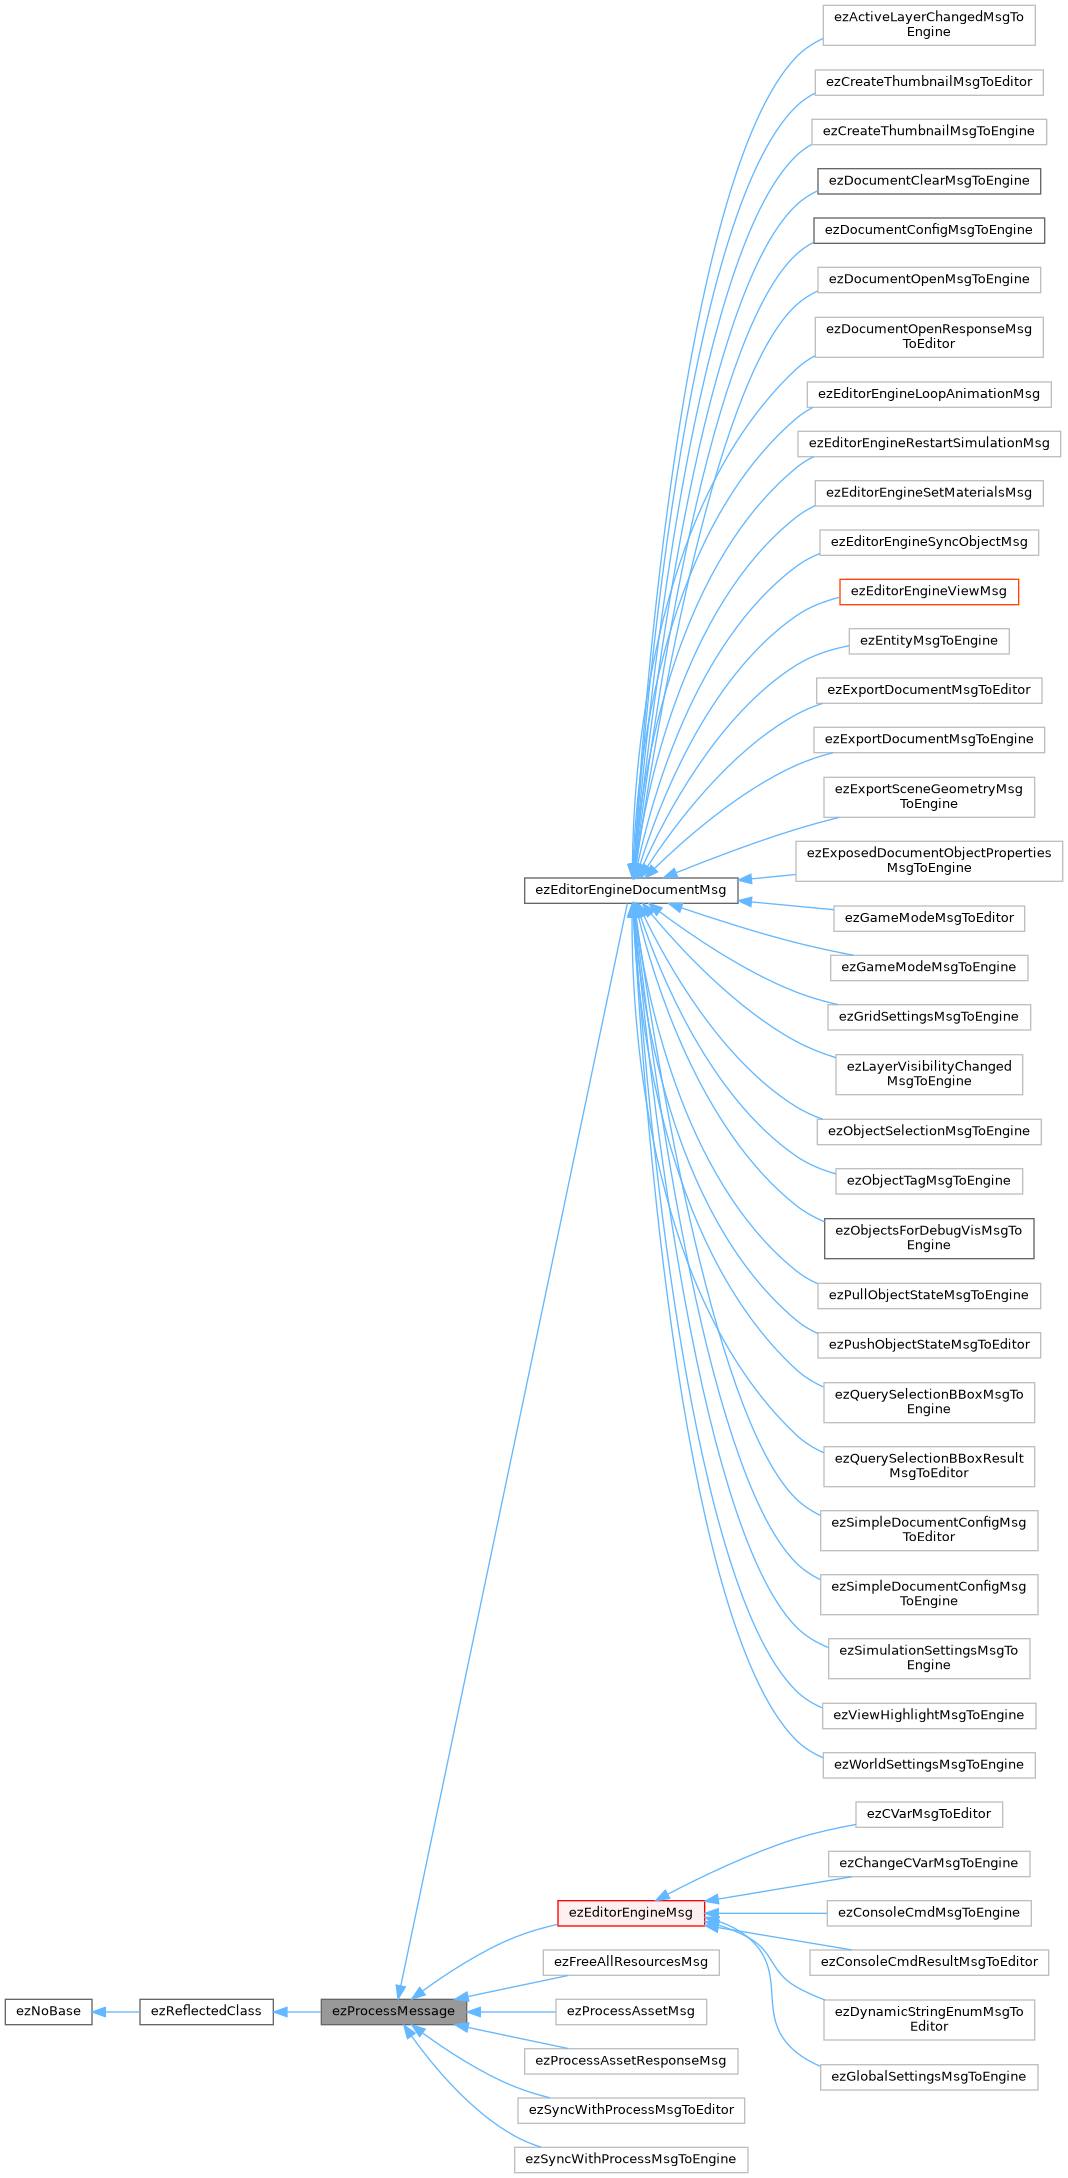 ezActiveLayerChangedMsgTo
Engine
ezCreateThumbnailMsgToEditor
ezCreateThumbnailMsgToEngine
ezDocumentClearMsgToEngine
ezDocumentConfigMsgToEngine
ezDocumentOpenMsgToEngine
ezDocumentOpenResponseMsg
ToEditor
ezEditorEngineLoopAnimationMsg
ezEditorEngineRestartSimulationMsg
ezEditorEngineSetMaterialsMsg
ezEditorEngineSyncObjectMsg
ezEditorEngineViewMsg
ezEntityMsgToEngine
ezExportDocumentMsgToEditor
ezExportDocumentMsgToEngine
ezExportSceneGeometryMsg
ToEngine
ezExposedDocumentObjectProperties
MsgToEngine
ezEditorEngineDocumentMsg
ezGameModeMsgToEditor
ezGameModeMsgToEngine
ezGridSettingsMsgToEngine
ezLayerVisibilityChanged
MsgToEngine
ezObjectSelectionMsgToEngine
ezObjectTagMsgToEngine
ezObjectsForDebugVisMsgTo
Engine
ezPullObjectStateMsgToEngine
ezPushObjectStateMsgToEditor
ezQuerySelectionBBoxMsgTo
Engine
ezQuerySelectionBBoxResult
MsgToEditor
ezSimpleDocumentConfigMsg
ToEditor
ezSimpleDocumentConfigMsg
ToEngine
ezSimulationSettingsMsgTo
Engine
ezViewHighlightMsgToEngine
ezWorldSettingsMsgToEngine
ezCVarMsgToEditor
ezChangeCVarMsgToEngine
ezEditorEngineMsg
ezConsoleCmdMsgToEngine
ezFreeAllResourcesMsg
ezConsoleCmdResultMsgToEditor
ezNoBase
ezReflectedClass
ezProcessMessage
ezProcessAssetMsg
ezDynamicStringEnumMsgTo
Editor
ezProcessAssetResponseMsg
ezGlobalSettingsMsgToEngine
ezSyncWithProcessMsgToEditor
ezSyncWithProcessMsgToEngine